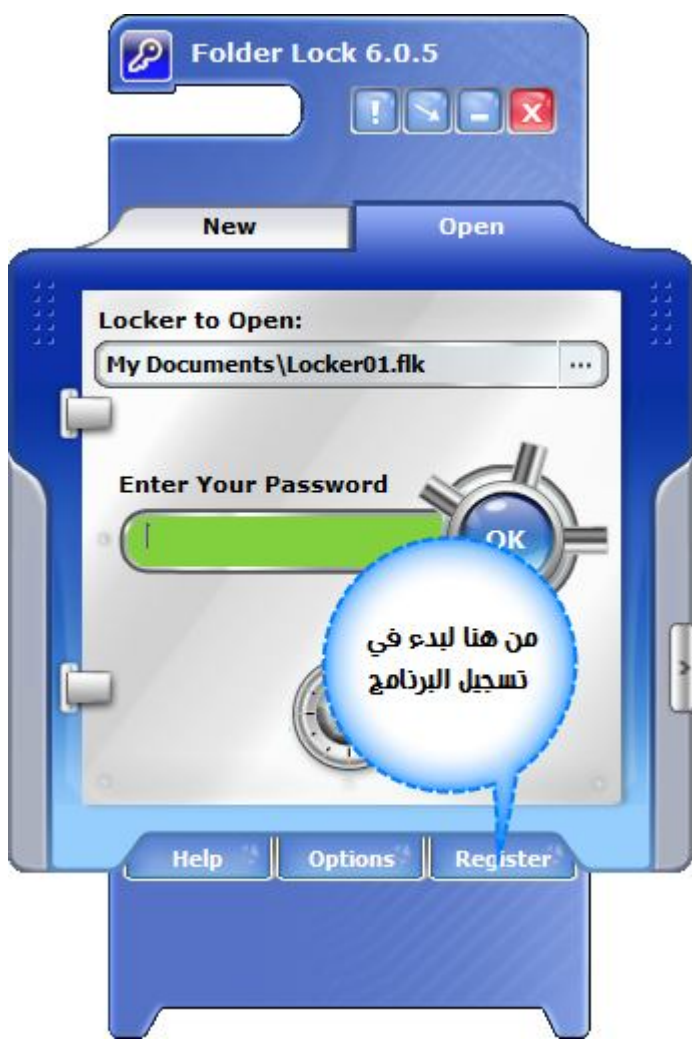 Folder Lock 6.0.5
New
Open
Locker to Open:
My Documents\Locker01.flk ...
Enter Your Password
OK
من هنا لبدء في
تسجيل البرنامج
Help
Options
Register